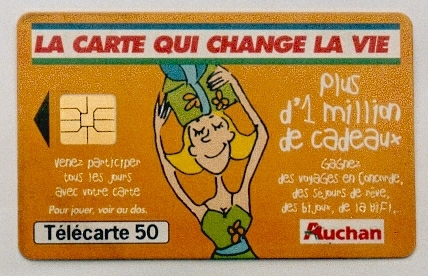 LA CARTE QUI CHANGE LA VIE
plus
d'1 million
de cadeaux
venez participer
tous les jours
avec votre carte
Pour jouer, voir au dos.
Gagnez
des voyages en Concorde,
des séjours de rêve,
des bijoux, de la hifi.
Télécarte 50
Auchan